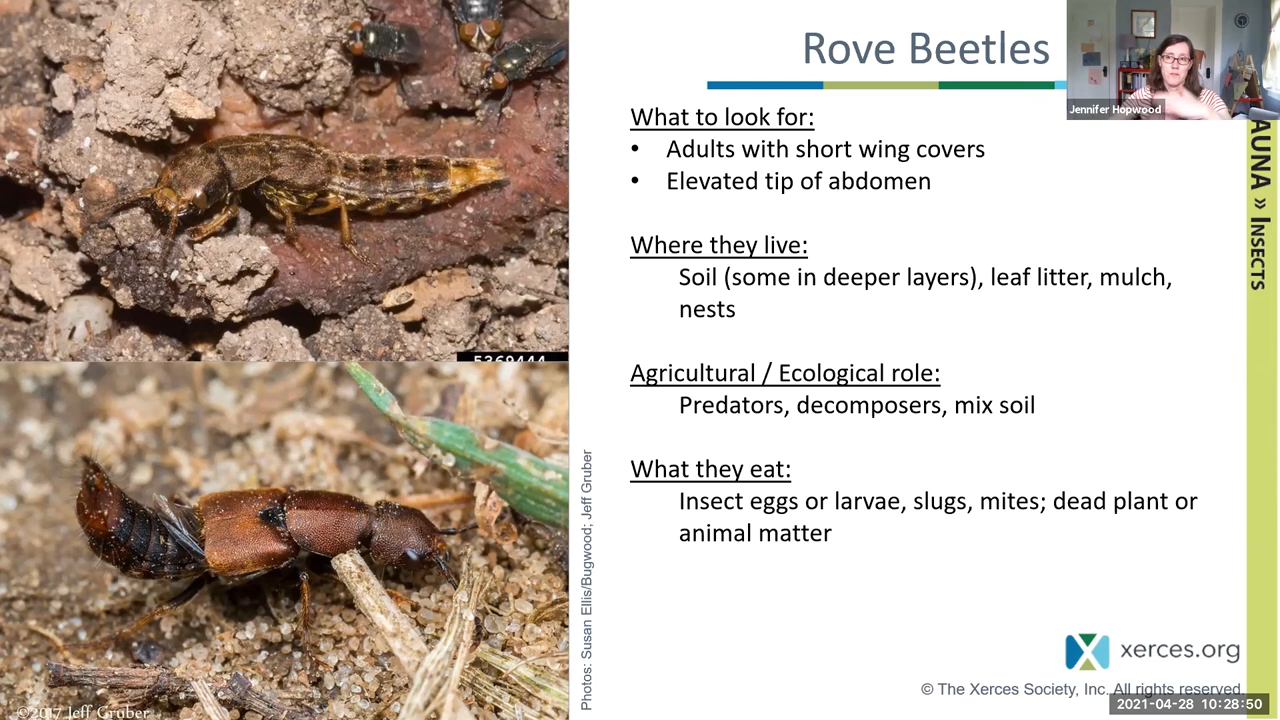 Rove Beetles
Jennifer Hopwood
What to look for:
• Adults with short wing covers
• Elevated tip of abdomen
Where they live:
Soil (some in deeper layers), leaf litter, mulch,
nests
Agricultural / Ecological role:
Predators, decomposers, mix soil
What they eat:
Insect eggs or larvae, slugs, mites; dead plant or
animal matter
AUNA » INSECTS
5369444
Photos: Susan Ellis/Bugwood; Jeff Gruber
©2017 Jeff Gruber
xerces.org
© The Xerces Society, Inc. All rights reserved.
2021-04-28 10:28:50